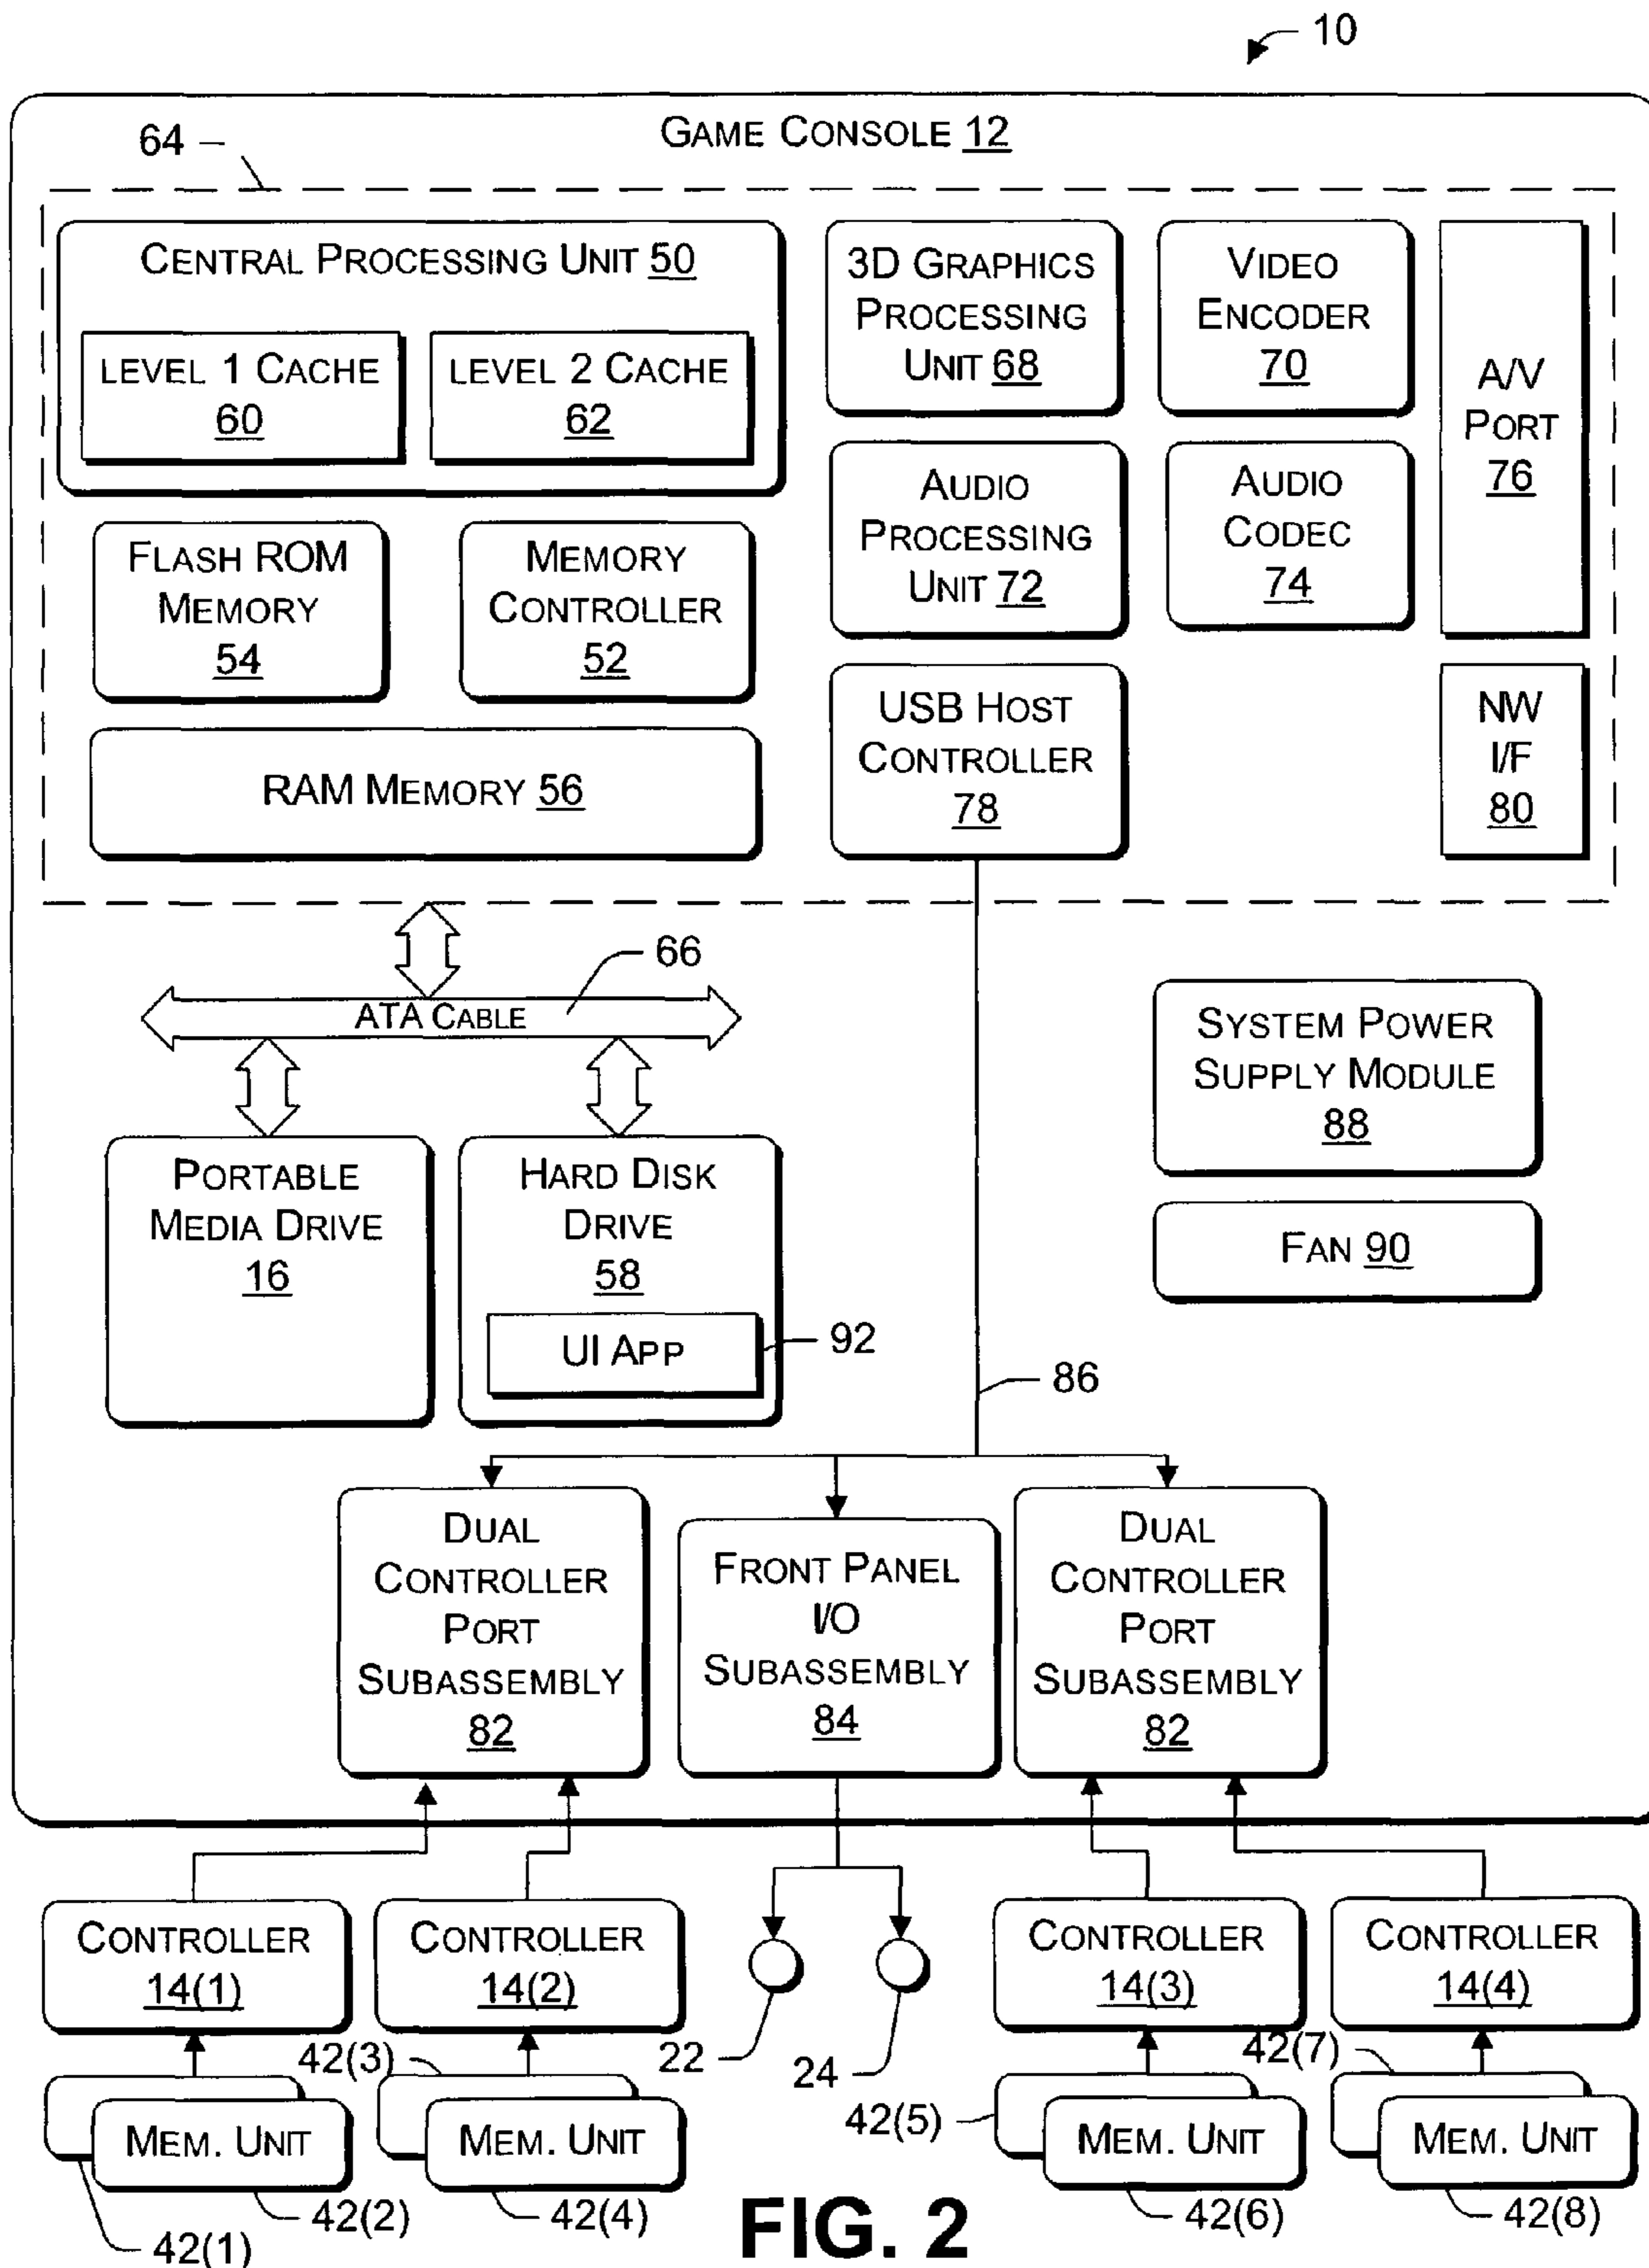 10
GAME CONSOLE 12
64
CENTRAL PROCESSING UNIT 50
LEVEL 1 CACHE
60
LEVEL 2 CACHE
62
3D GRAPHICS
PROCESSING
UNIT 68
VIDEO
ENCODER
70
A/V
PORT
76
FLASH ROM
MEMORY
54
MEMORY
CONTROLLER
52
AUDIO
PROCESSING
UNIT 72
AUDIO
CODEC
74
RAM MEMORY 56
USB HOST
CONTROLLER
78
NW
I/F
80
66
ATA CABLE
SYSTEM POWER
SUPPLY MODULE
88
PORTABLE
MEDIA DRIVE
16
HARD DISK
DRIVE
58
UI APP
92
FAN 90
86
DUAL
CONTROLLER
PORT
SUBASSEMBLY
82
FRONT PANEL
I/O
SUBASSEMBLY
84
DUAL
CONTROLLER
PORT
SUBASSEMBLY
82
CONTROLLER
14(1)
CONTROLLER
14(2)
22
24
CONTROLLER
14(3)
CONTROLLER
14(4)
42(3)
42(7)
42(5)
MEM. UNIT
MEM. UNIT
MEM. UNIT
MEM. UNIT
42(1)
42(2)
42(4)
42(6)
42(8)
FIG. 2